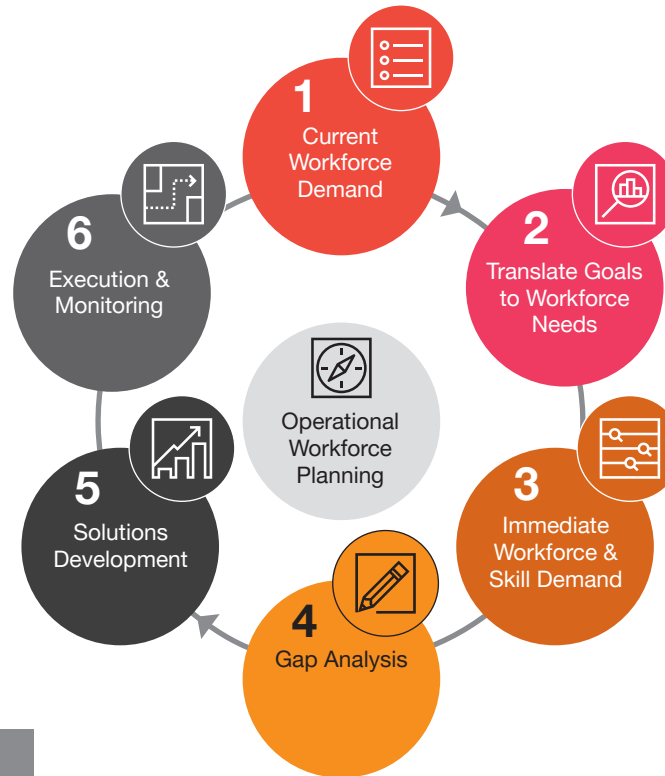 1
Current
Workforce
Demand
2
Translate Goals
to Workforce
Needs
3
Immediate
Workforce &
Skill Demand
4
Gap Analysis
5
Solutions
Development
6
Execution &
Monitoring
Operational
Workforce
Planning